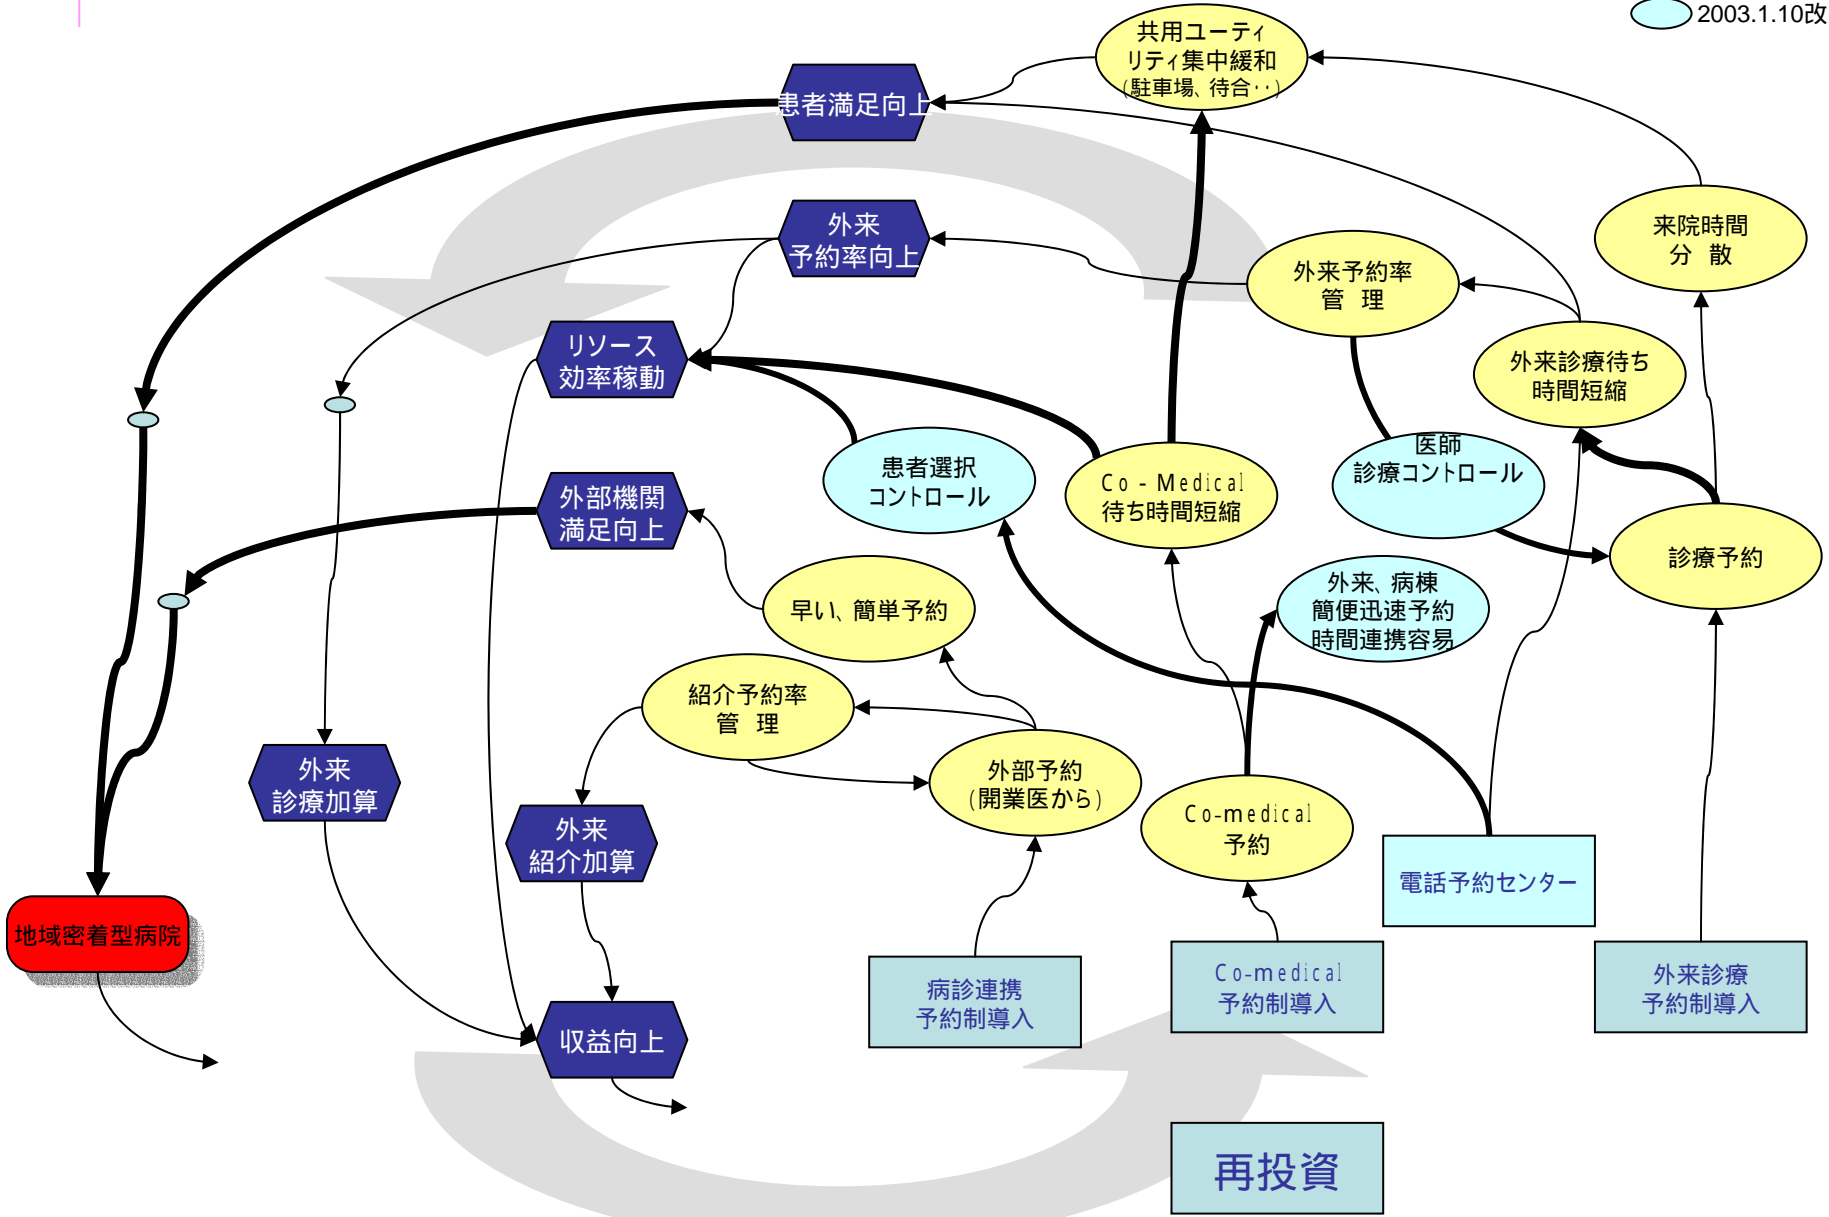 2003.1.10改
共用ユーティ
リティ集中緩和
(駐車場、待合‥)
患者満足向上
外来
予約率向上
来院時間
分 散
外来予約率
管 理
リソース
効率稼動
外来診療待ち
時間短縮
患者選択
コントロール
Co-Medical
待ち時間短縮
医師
診療コントロール
外部機関
満足向上
診療予約
早い、簡単予約
外来、病棟
簡便迅速予約
時間連携容易
紹介予約率
管 理
外来
診療加算
外部予約
(開業医から)
外来
紹介加算
Co-medical
予約
電話予約センター
地域密着型病院
病診連携
予約制導入
Co-medical
予約制導入
外来診療
予約制導入
収益向上
再投資